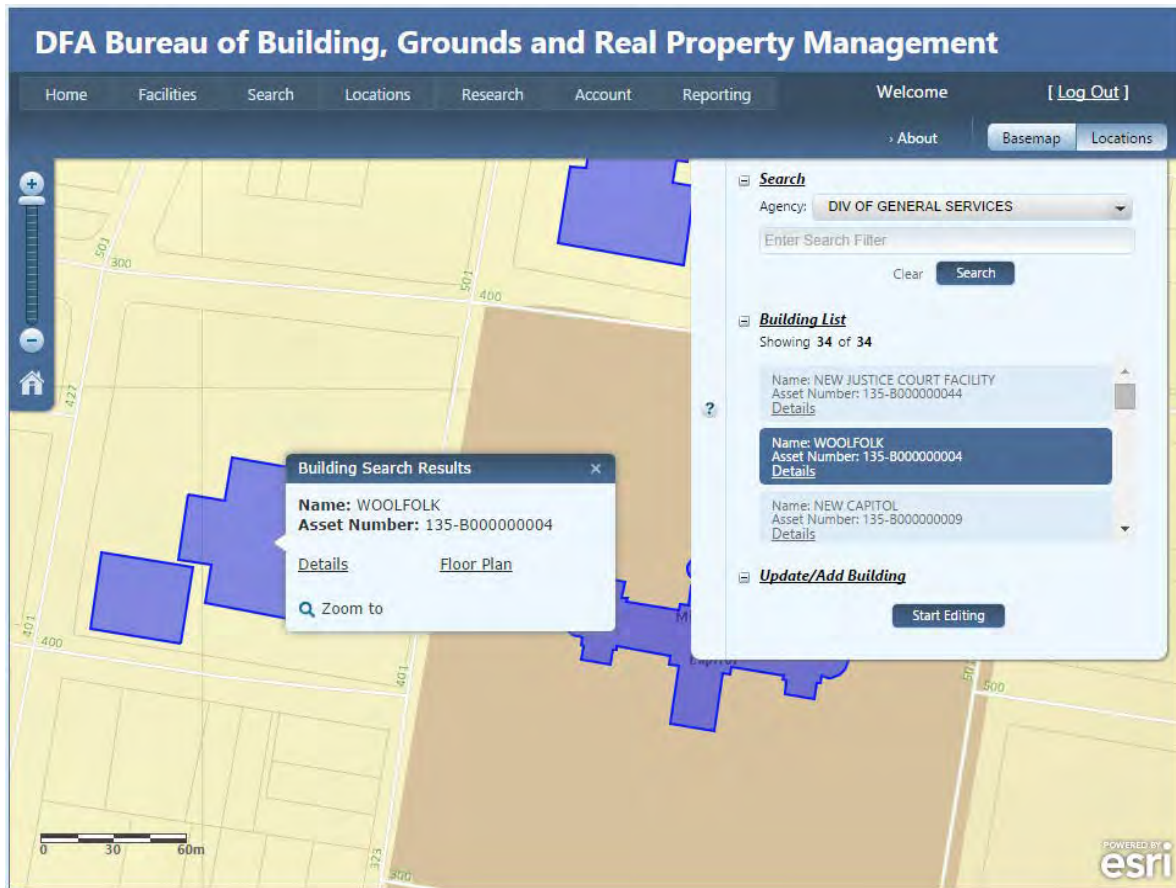 DFA Bureau of Building, Grounds and Real Property Management
Home Facilities Search Locations Research Account Reporting Welcome [ Log Out ]
› About Basemap Locations
Search
Agency: DIV OF GENERAL SERVICES
Enter Search Filter
Clear Search
Building List
Showing 34 of 34
Name: NEW JUSTICE COURT FACILITY
Asset Number: 135-B000000044
Details
Name: WOOLFOLK
Asset Number: 135-B000000004
Details
Name: NEW CAPITOL
Asset Number: 135-B000000009
Details
?
Update/Add Building
Start Editing
Building Search Results ×
Name: WOOLFOLK
Asset Number: 135-B000000004
Details Floor Plan
Zoom to
501
300
501
400
427
401
400
401
Capitol
501
500
323
300
0 30 60m
POWERED BY
esri